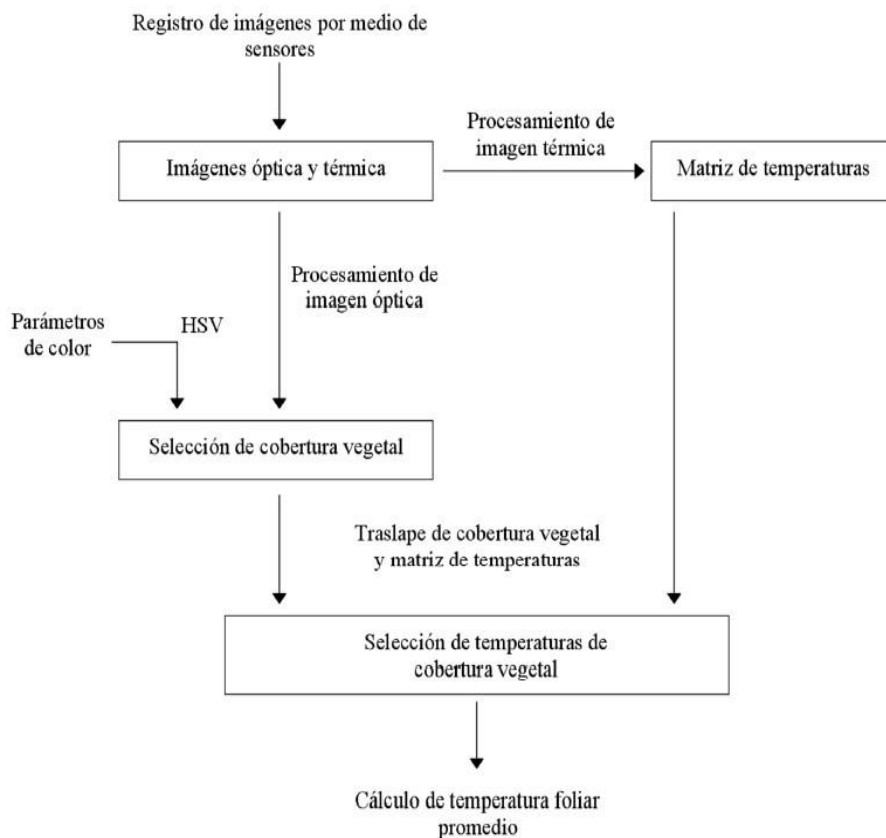 Registro de imágenes por medio de
sensores
Procesamiento de
imagen térmica
Imágenes óptica y térmica
Matriz de temperaturas
Procesamiento de
imagen óptica
Parámetros
de color
HSV
Selección de cobertura vegetal
Traslape de cobertura vegetal
y matriz de temperaturas
Selección de temperaturas de
cobertura vegetal
Cálculo de temperatura foliar
promedio